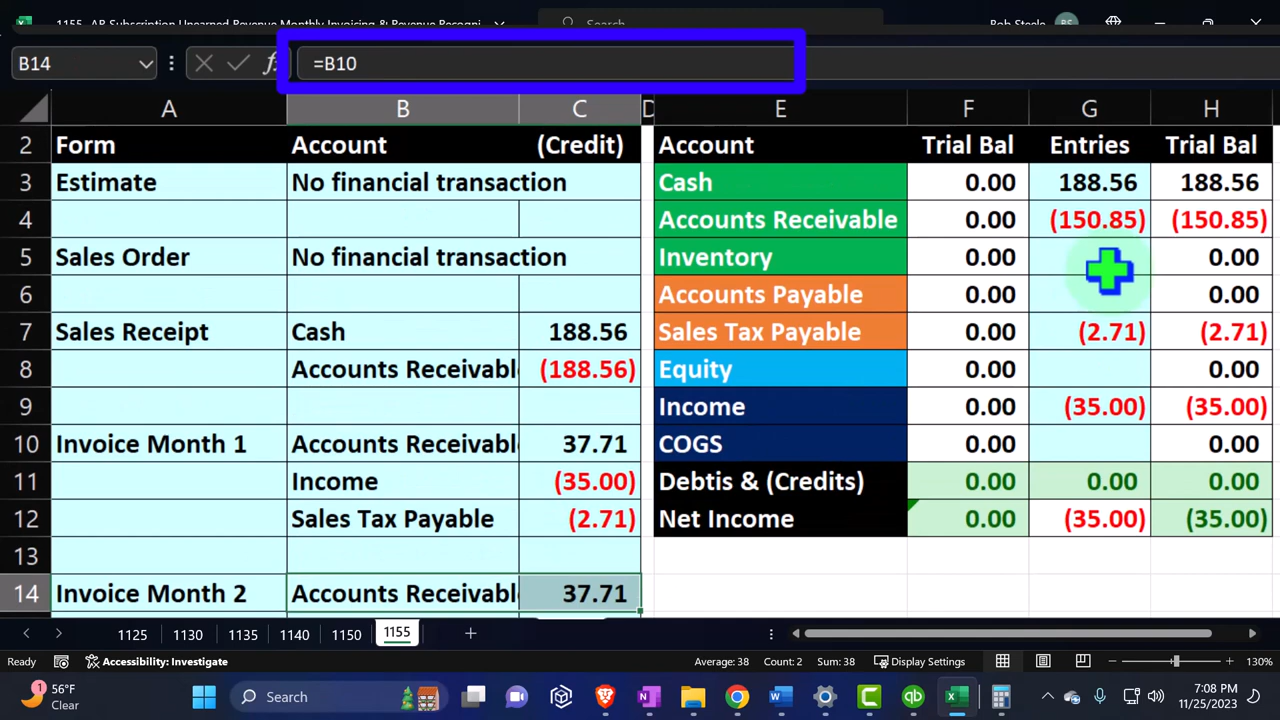 1155 AR Subscription Unearned Revenue Monthly Invoicing & Revenue Recogni
Search
Rob Steele
BS
B14
=B10
A B C D E F G H
2 Form Account (Credit) Account Trial Bal Entries Trial Bal
3 Estimate No financial transaction Cash 0.00 188.56 188.56
4 Accounts Receivable 0.00 (150.85) (150.85)
5 Sales Order No financial transaction Inventory 0.00 0.00
6 Accounts Payable 0.00 0.00
7 Sales Receipt Cash 188.56 Sales Tax Payable 0.00 (2.71) (2.71)
8 Accounts Receivabl (188.56) Equity 0.00 0.00
9 Income 0.00 (35.00) (35.00)
10 Invoice Month 1 Accounts Receivabl 37.71 COGS 0.00 0.00
11 Income (35.00) Debtis & (Credits) 0.00 0.00 0.00
12 Sales Tax Payable (2.71) Net Income 0.00 (35.00) (35.00)
13
14 Invoice Month 2 Accounts Receivabl 37.71
1125 1130 1135 1140 1150 1155
Ready Accessibility: Investigate Average: 38 Count: 2 Sum: 38 Display Settings 130%
1
56°F
Clear
Search
7:08 PM
11/25/2023